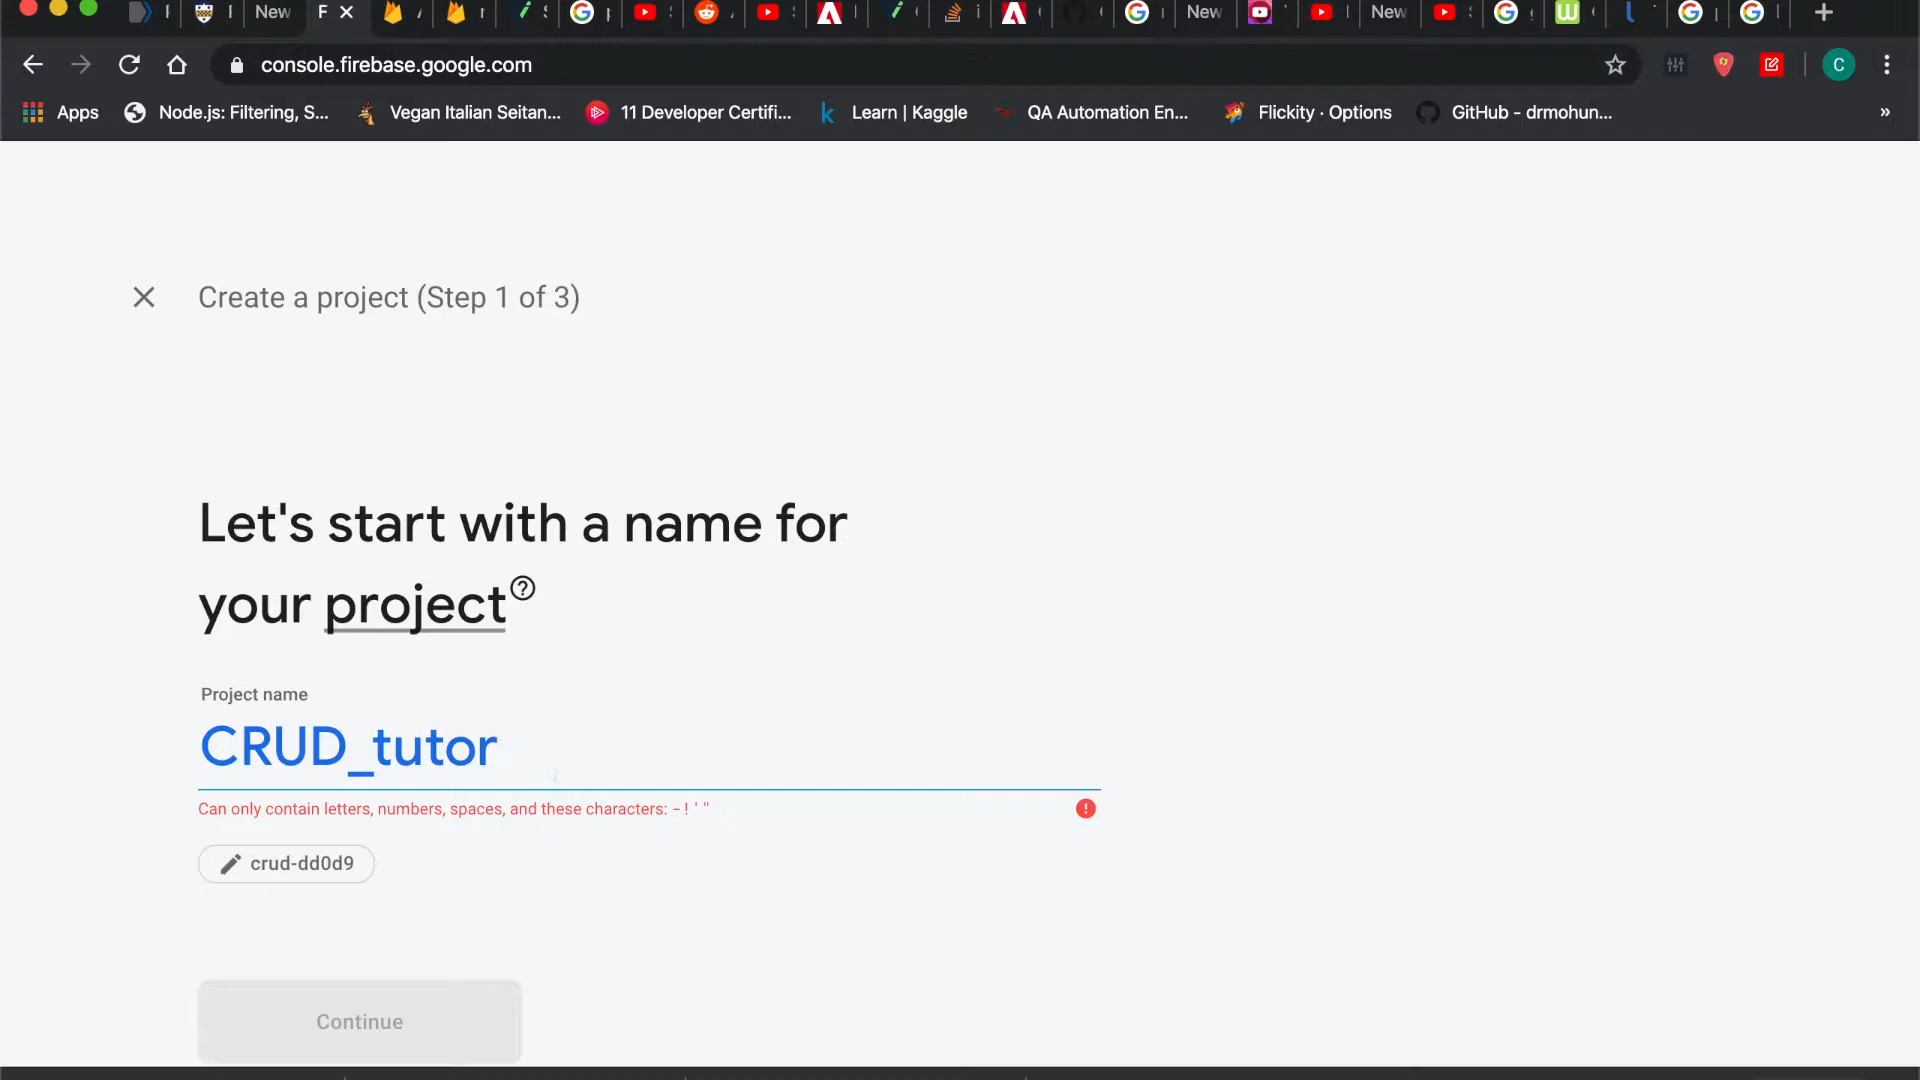 New
F
New
New
console.firebase.google.com
C
Apps
Node.js: Filtering, S...
Vegan Italian Seitan...
11 Developer Certifi...
Learn | Kaggle
QA Automation En...
Flickity · Options
GitHub - drmohun...
»
Create a project (Step 1 of 3)
Let's start with a name for
your project
Project name
CRUD_tutor
Can only contain letters, numbers, spaces, and these characters: - ! ' "
crud-dd0d9
Continue